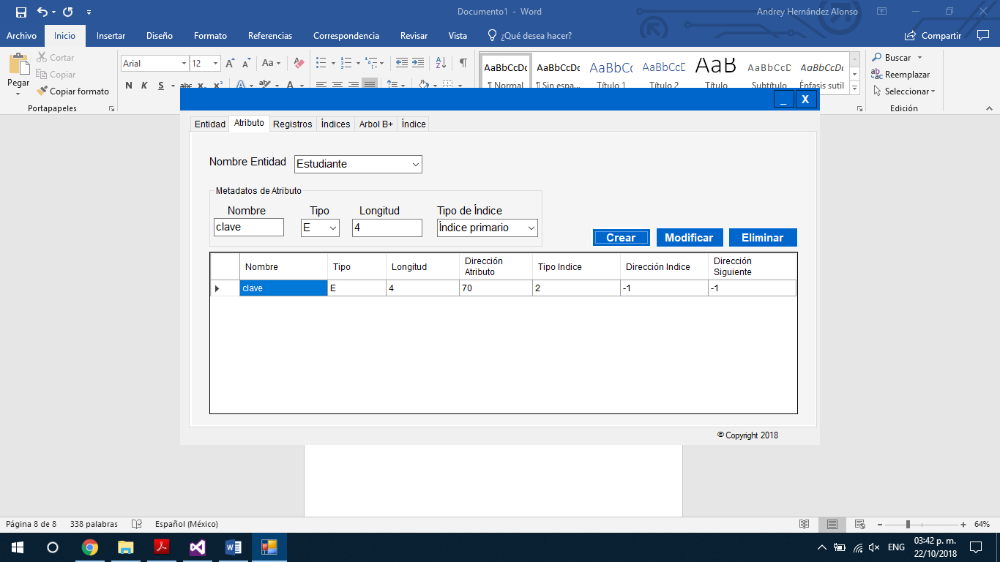 Documento1 - Word
Andrey Hernández Alonso
Archivo Inicio Insertar Diseño Formato Referencias Correspondencia Revisar Vista ¿Qué desea hacer? Compartir
Pegar
Cortar
Copiar
Copiar formato
Portapapeles
Arial 12 Aa
N K S abc x₂ x² A A
AaBbCcDc AaBbCcDc AaBbCc AaBbCcD AaB AaBbCcD AaBbCcDc
¶ Normal ¶ Sin espa... Título 1 Título 2 Título Subtítulo Énfasis sutil
Buscar
Reemplazar
Seleccionar
Edición
_ X
Entidad Atributo Registros Índices Arbol B+ Índice
Nombre Entidad Estudiante
Metadatos de Atributo
Nombre Tipo Longitud Tipo de Índice
clave E 4 Índice primario
Crear Modificar Eliminar
Nombre Tipo Longitud Dirección Atributo Tipo Indice Dirección Indice Dirección Siguiente
clave E 4 70 2 -1 -1
© Copyright 2018
Página 8 de 8 338 palabras Español (México) 64%
ENG 03:42 p. m.
22/10/2018